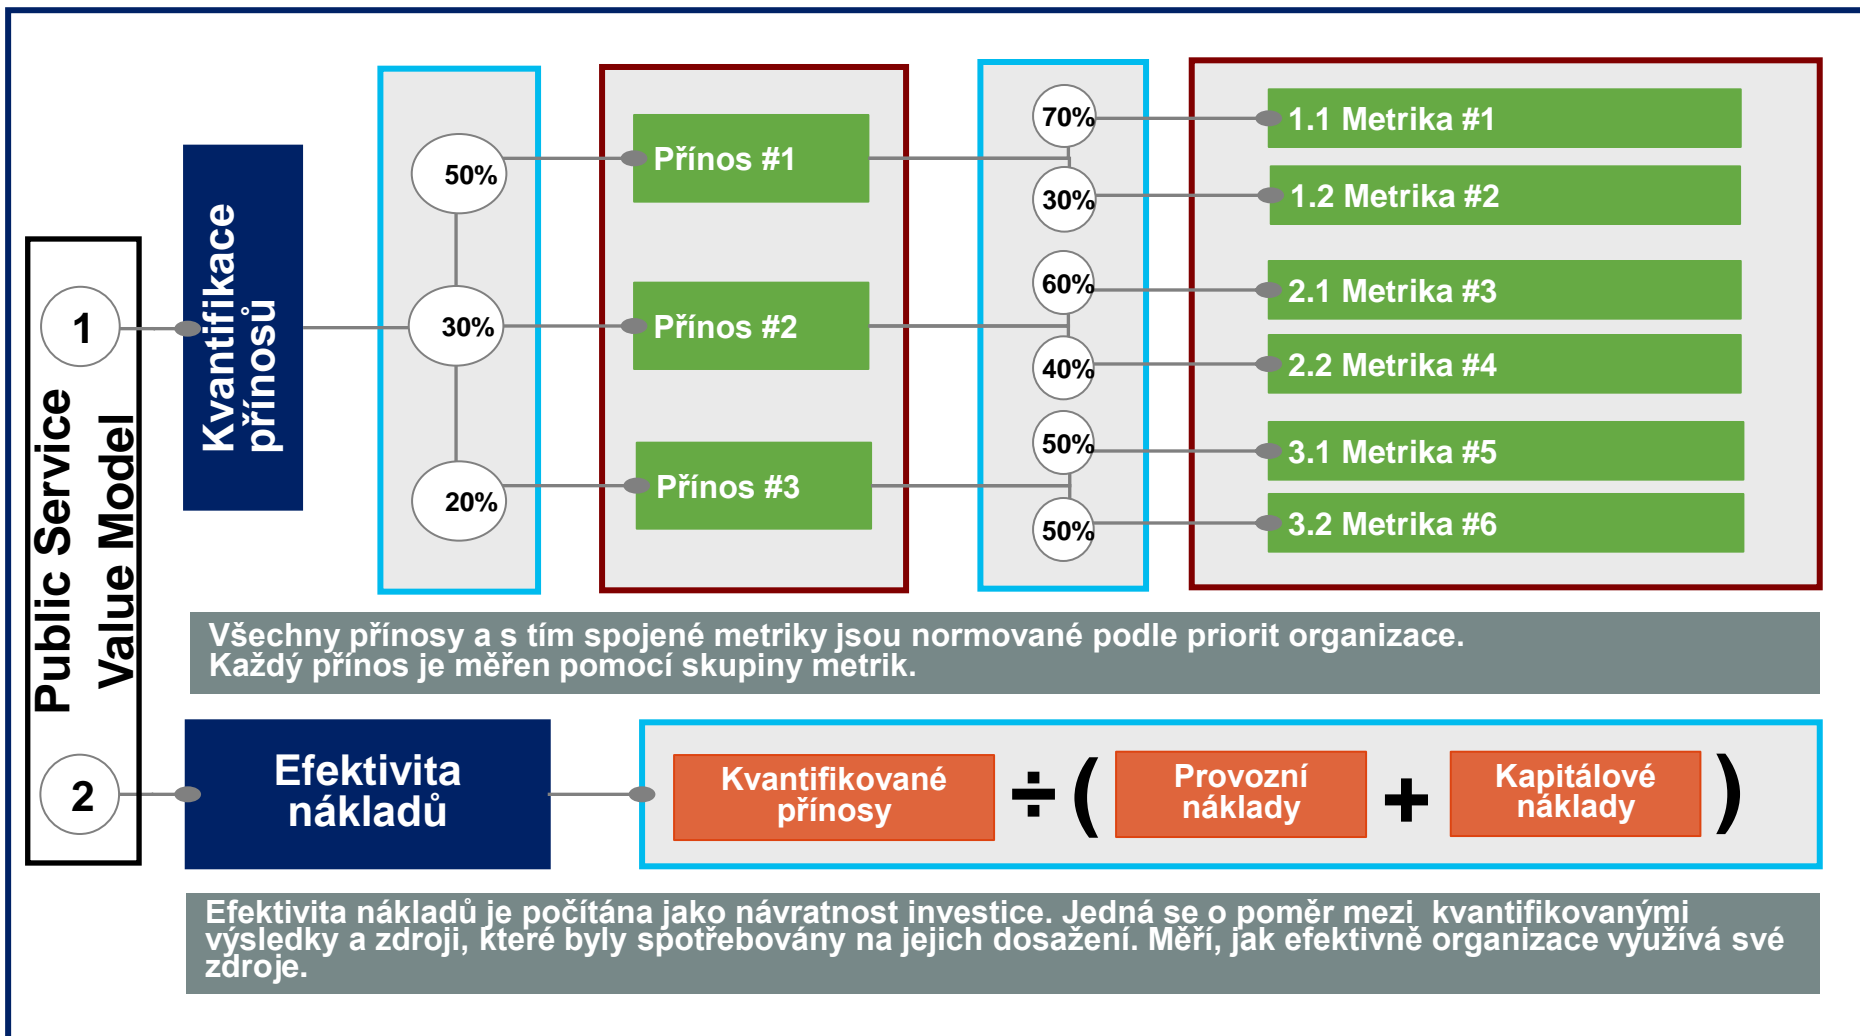 Public Service
Value Model
1
Kvantifikace
přínosů
50%
30%
20%
Přínos #1
Přínos #2
Přínos #3
70%
30%
60%
40%
50%
50%
1.1 Metrika #1
1.2 Metrika #2
2.1 Metrika #3
2.2 Metrika #4
3.1 Metrika #5
3.2 Metrika #6
Všechny přínosy a s tím spojené metriky jsou normované podle priorit organizace.
Každý přínos je měřen pomocí skupiny metrik.
2
Efektivita
nákladů
Kvantifikované
přínosy
÷
(
Provozní
náklady
+
Kapitálové
náklady
)
Efektivita nákladů je počítána jako návratnost investice. Jedná se o poměr mezi  kvantifikovanými
výsledky a zdroji, které byly spotřebovány na jejich dosažení. Měří, jak efektivně organizace využívá své
zdroje.